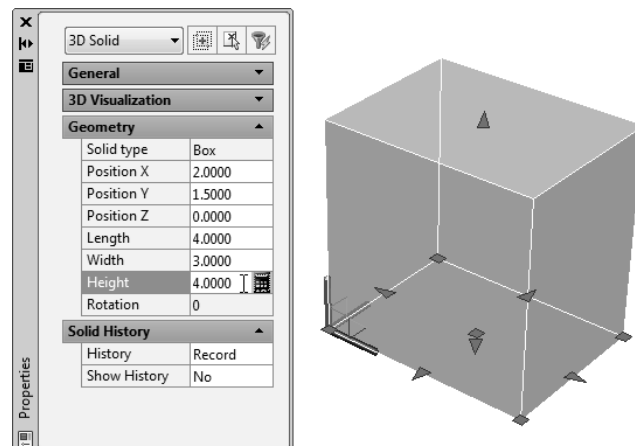 3D Solid
General
3D Visualization
Geometry
Solid type Box
Position X 2.0000
Position Y 1.5000
Position Z 0.0000
Length 4.0000
Width 3.0000
Height 4.0000
Rotation 0
Solid History
History Record
Show History No
Properties